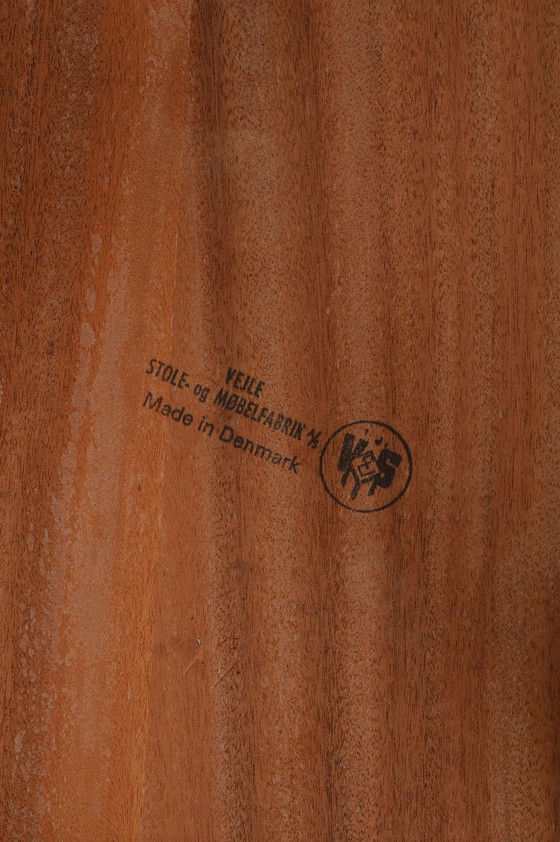 VEJLE
STOLE- og MØBELFABRIK A/S
Made in Denmark
VS